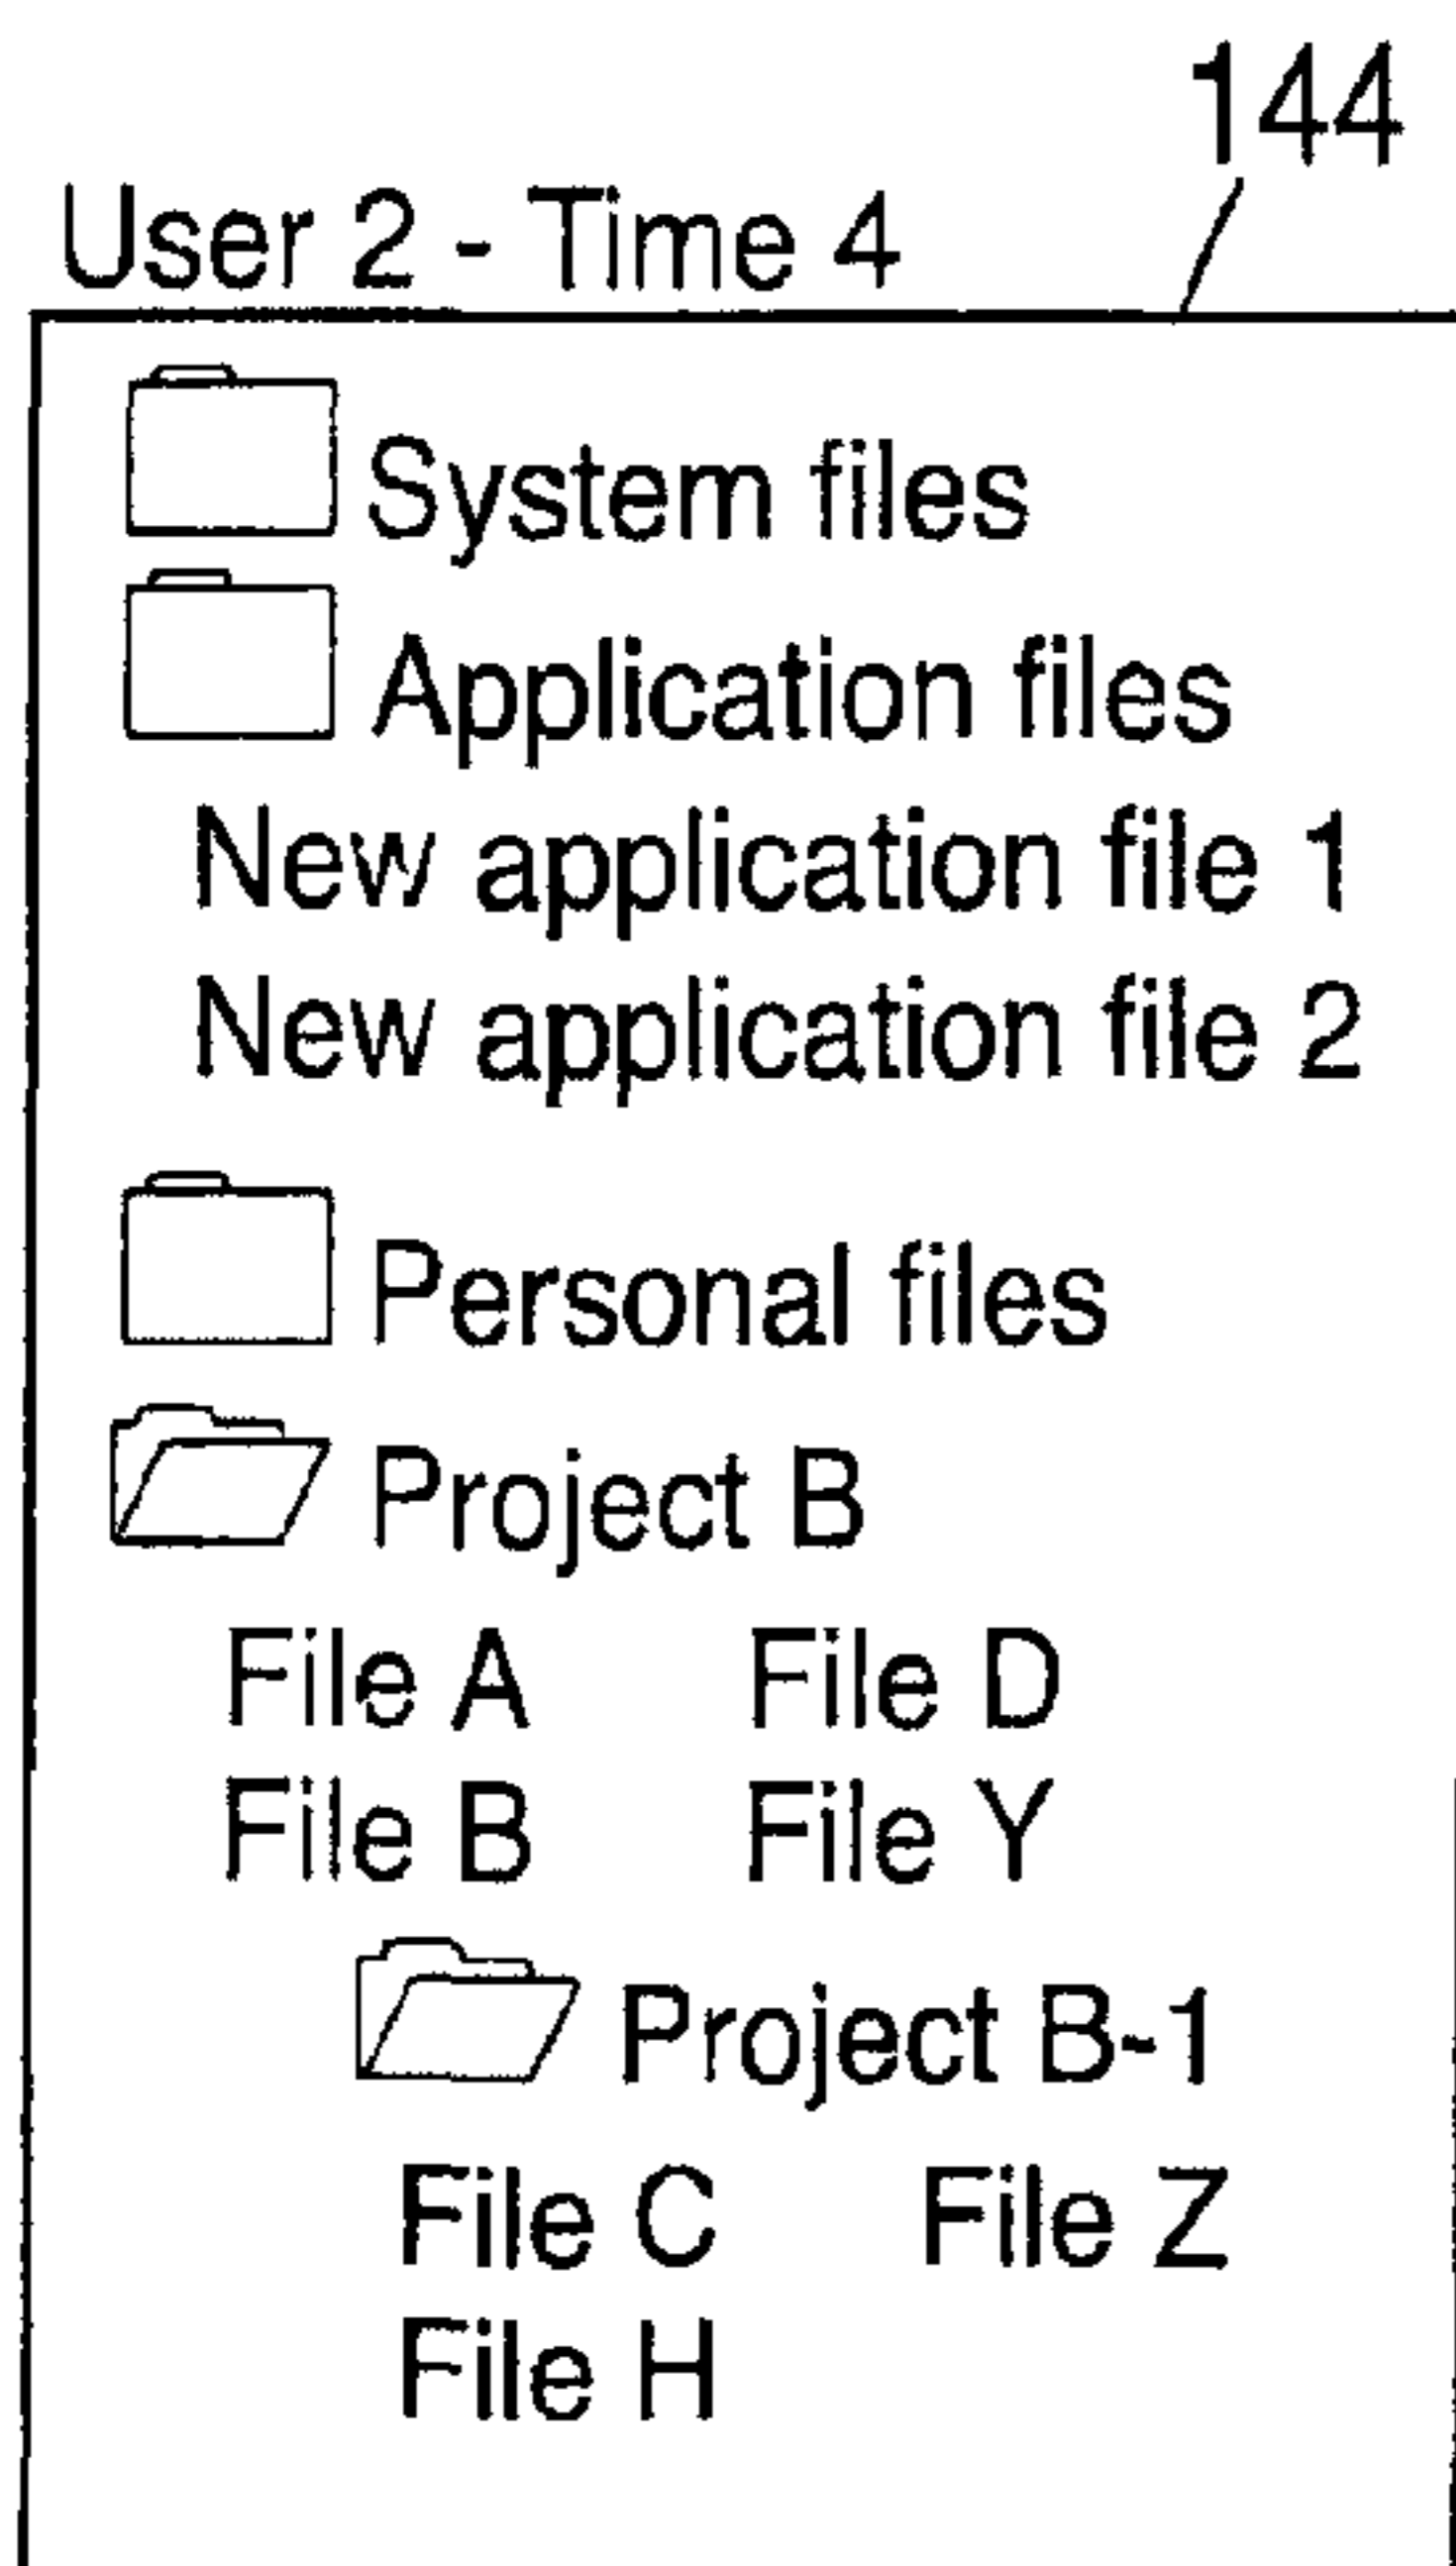 144
User 2 - Time 4
System files
Application files
New application file 1
New application file 2
Personal files
Project B
File A File D
File B File Y
Project B-1
File C File Z
File H